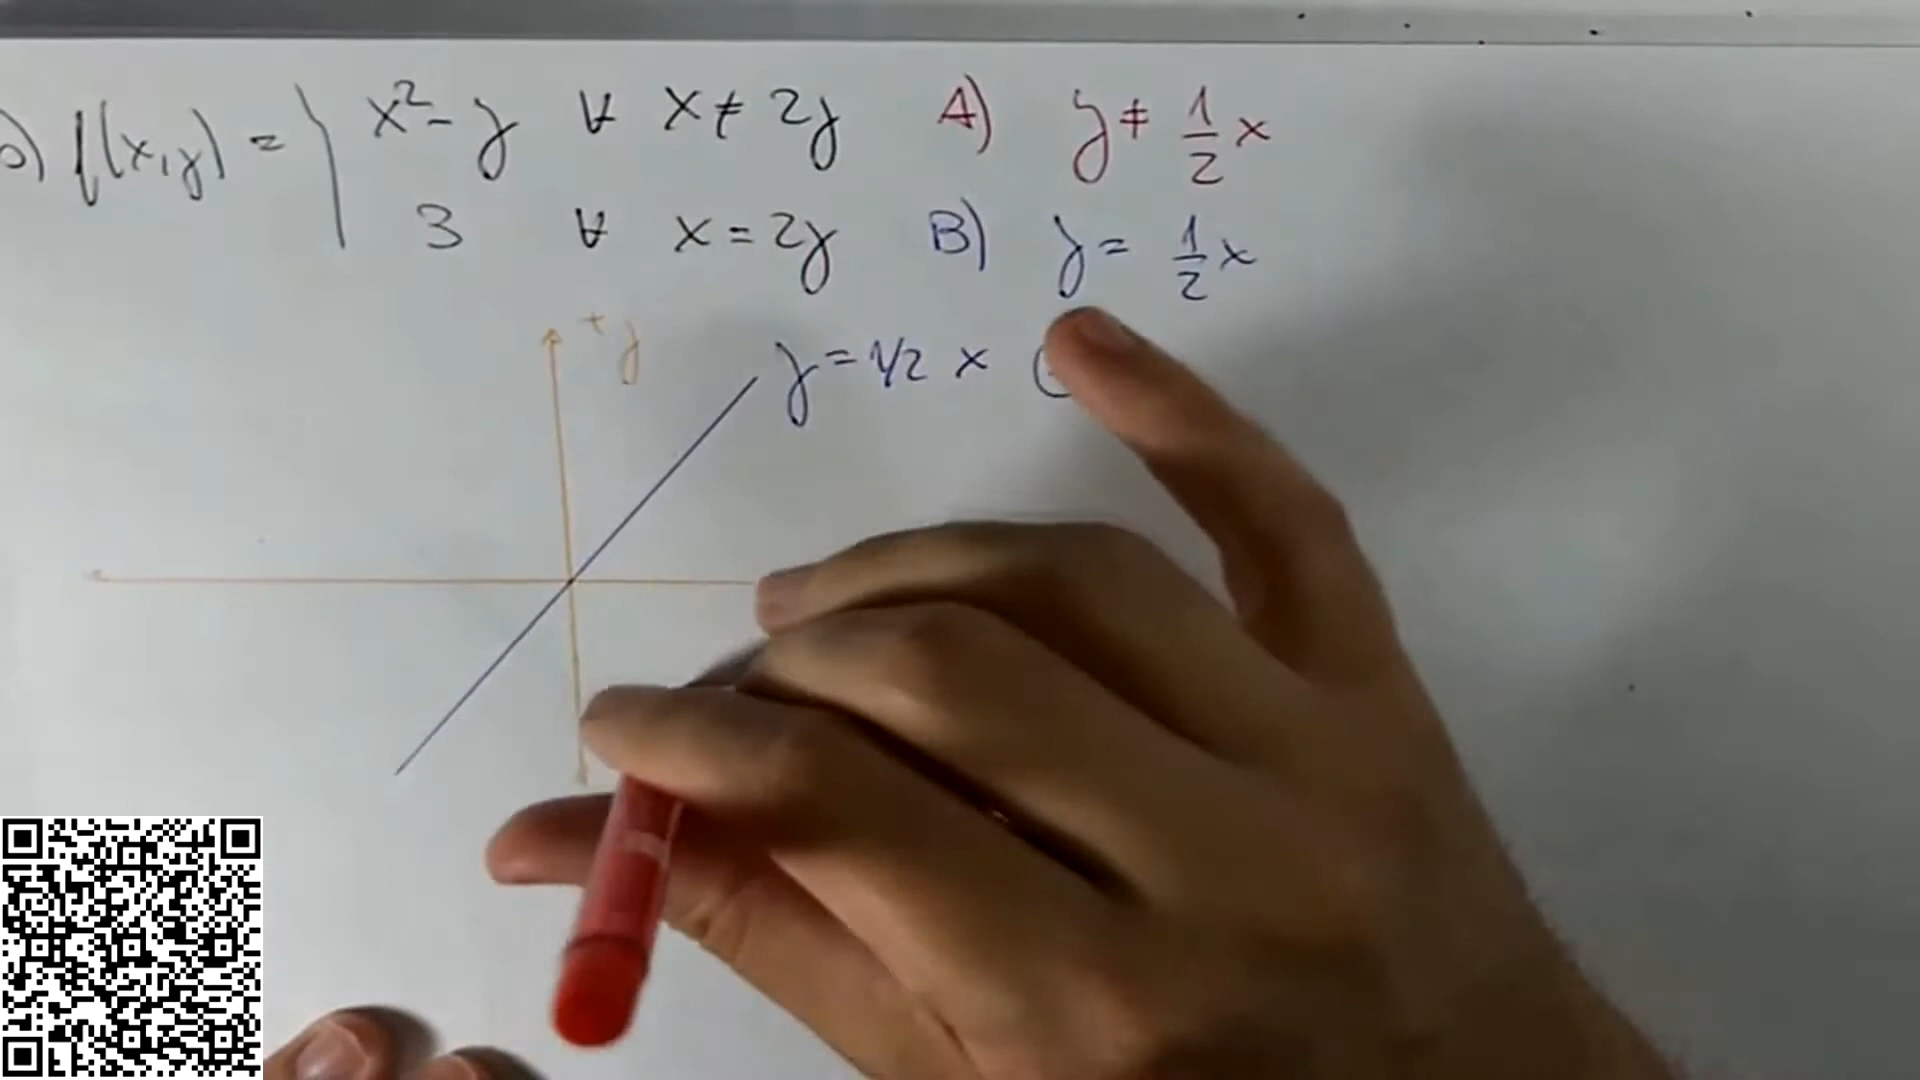 f(x,y) = { x² - y ∀ x ≠ 2y A) y ≠ 1/2 x
3 ∀ x = 2y B) y = 1/2 x
+y
y = 1/2 x